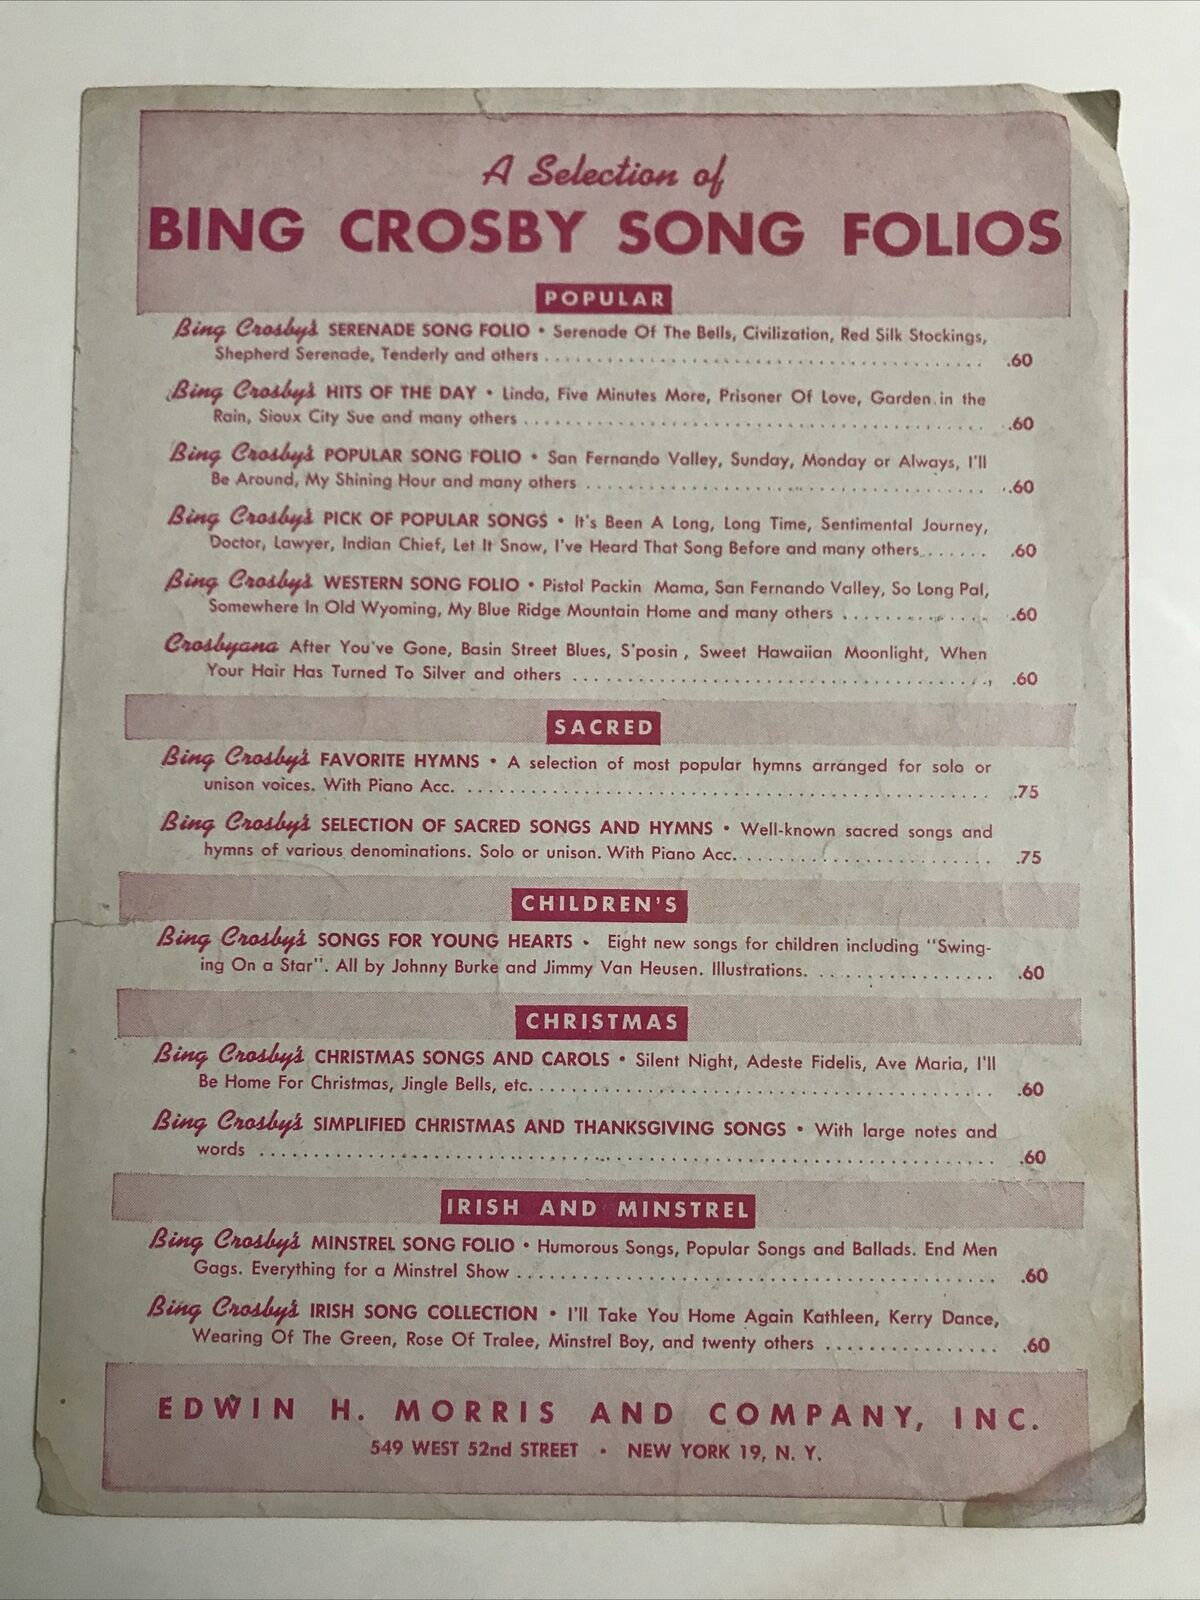 A Selection of
BING CROSBY SONG FOLIOS
POPULAR
Bing Crosby's SERENADE SONG FOLIO • Serenade Of The Bells, Civilization, Red Silk Stockings,
Shepherd Serenade, Tenderly and others . . . . . . . . . . . . . . . . . . . . .60
Bing Crosby's HITS OF THE DAY • Linda, Five Minutes More, Prisoner Of Love, Garden in the
Rain, Sioux City Sue and many others . . . . . . . . . . . . . . . . . . . . .60
Bing Crosby's POPULAR SONG FOLIO • San Fernando Valley, Sunday, Monday or Always, I'll
Be Around, My Shining Hour and many others . . . . . . . . . . . . . . . . . . . . .60
Bing Crosby's PICK OF POPULAR SONGS • It's Been A Long, Long Time, Sentimental Journey,
Doctor, Lawyer, Indian Chief, Let It Snow, I've Heard That Song Before and many others . . . . . . .60
Bing Crosby's WESTERN SONG FOLIO • Pistol Packin Mama, San Fernando Valley, So Long Pal,
Somewhere In Old Wyoming, My Blue Ridge Mountain Home and many others . . . . . . . . . . . . .60
Crosbyana After You've Gone, Basin Street Blues, S'posin , Sweet Hawaiian Moonlight, When
Your Hair Has Turned To Silver and others . . . . . . . . . . . . . . . . . . . . .60
SACRED
Bing Crosby's FAVORITE HYMNS • A selection of most popular hymns arranged for solo or
unison voices. With Piano Acc. . . . . . . . . . . . . . . . . . . . . .75
Bing Crosby's SELECTION OF SACRED SONGS AND HYMNS • Well-known sacred songs and
hymns of various denominations. Solo or unison. With Piano Acc. . . . . . . . . . . . . . . . . . .75
CHILDREN'S
Bing Crosby's SONGS FOR YOUNG HEARTS • Eight new songs for children including "Swing-
ing On a Star". All by Johnny Burke and Jimmy Van Heusen. Illustrations. . . . . . . . . . . . . . .60
CHRISTMAS
Bing Crosby's CHRISTMAS SONGS AND CAROLS • Silent Night, Adeste Fidelis, Ave Maria, I'll
Be Home For Christmas, Jingle Bells, etc. . . . . . . . . . . . . . . . . . . . . .60
Bing Crosby's SIMPLIFIED CHRISTMAS AND THANKSGIVING SONGS • With large notes and
words . . . . . . . . . . . . . . . . . . . . .60
IRISH AND MINSTREL
Bing Crosby's MINSTREL SONG FOLIO • Humorous Songs, Popular Songs and Ballads. End Men
Gags. Everything for a Minstrel Show . . . . . . . . . . . . . . . . . . . . .60
Bing Crosby's IRISH SONG COLLECTION • I'll Take You Home Again Kathleen, Kerry Dance,
Wearing Of The Green, Rose Of Tralee, Minstrel Boy, and twenty others . . . . . . . . . . . . . . .60
EDWIN H. MORRIS AND COMPANY, INC.
549 WEST 52nd STREET • NEW YORK 19, N. Y.